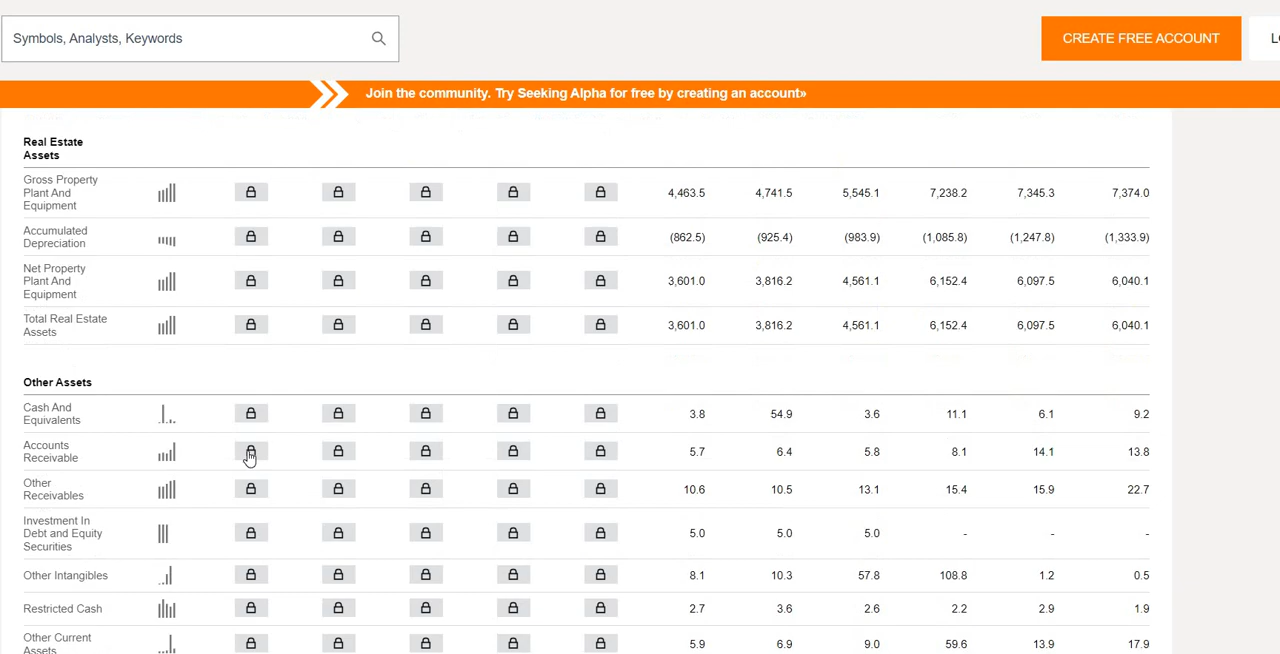 Symbols, Analysts, Keywords
CREATE FREE ACCOUNT
Join the community. Try Seeking Alpha for free by creating an account»
Real Estate
Assets
Gross Property
Plant And
Equipment
4,463.5 4,741.5 5,545.1 7,238.2 7,345.3 7,374.0
Accumulated
Depreciation
(862.5) (925.4) (983.9) (1,085.8) (1,247.8) (1,333.9)
Net Property
Plant And
Equipment
3,601.0 3,816.2 4,561.1 6,152.4 6,097.5 6,040.1
Total Real Estate
Assets
3,601.0 3,816.2 4,561.1 6,152.4 6,097.5 6,040.1
Other Assets
Cash And
Equivalents
3.8 54.9 3.6 11.1 6.1 9.2
Accounts
Receivable
5.7 6.4 5.8 8.1 14.1 13.8
Other
Receivables
10.6 10.5 13.1 15.4 15.9 22.7
Investment In
Debt and Equity
Securities
5.0 5.0 5.0 - - -
Other Intangibles
8.1 10.3 57.8 108.8 1.2 0.5
Restricted Cash
2.7 3.6 2.6 2.2 2.9 1.9
Other Current
Assets
5.9 6.9 9.0 59.6 13.9 17.9